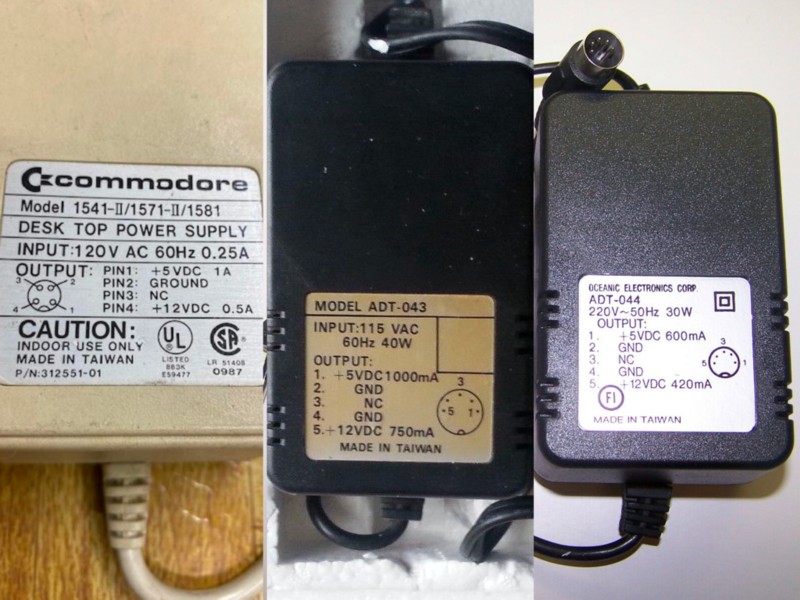 commodore
Model 1541-II/1571-II/1581
DESK TOP POWER SUPPLY
INPUT:120V AC 60Hz 0.25A
OUTPUT: PIN1: +5VDC 1A
PIN2: GROUND
PIN3: NC
PIN4: +12VDC 0.5A
3 2
4 1
CAUTION:
INDOOR USE ONLY
MADE IN TAIWAN
P/N:312551-01
UL
LISTED
883K
E59477
SA
LR 51408
0987
MODEL ADT-043
INPUT:115 VAC
60Hz 40W
OUTPUT:
1. +5VDC1000mA
2. GND
3. NC
4. GND
5.+12VDC 750mA
3
5 1
MADE IN TAIWAN
OCEANIC ELECTRONICS CORP.
ADT-044
220V~50Hz 30W
OUTPUT:
1. +5VDC 600mA
2. GND
3. NC
4. GND
5. +12VDC 420mA
3
5 1
FI
MADE IN TAIWAN